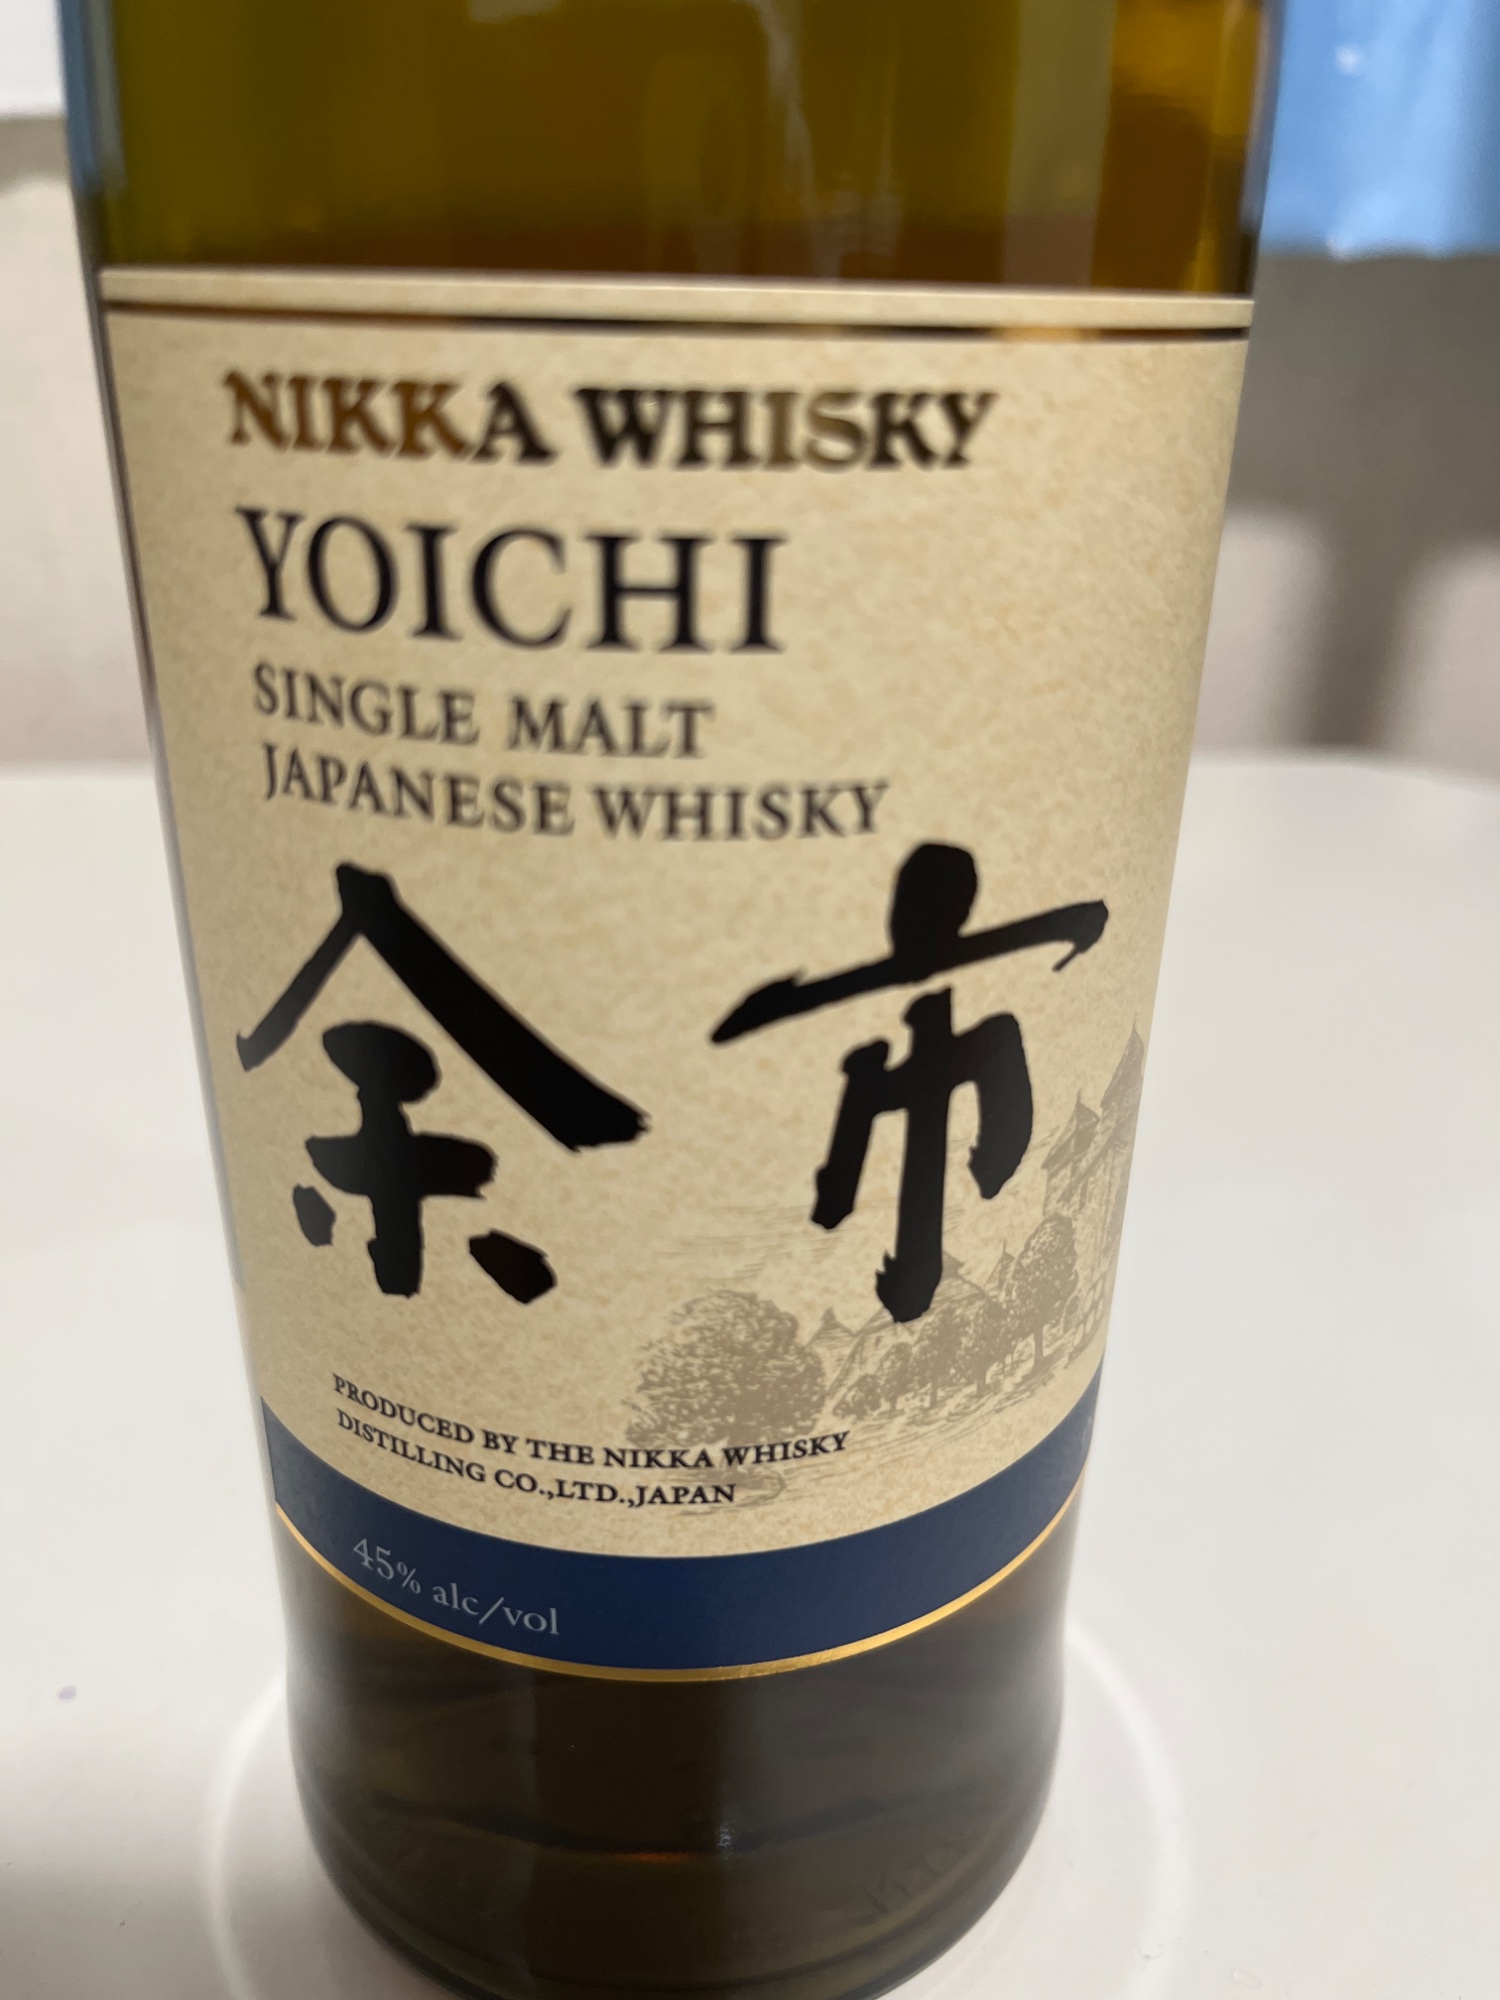 NIKKA WHISKY
YOICHI
SINGLE MALT
JAPANESE WHISKY
余市
PRODUCED BY THE NIKKA WHISKY
DISTILLING CO.,LTD.,JAPAN
45% alc/vol